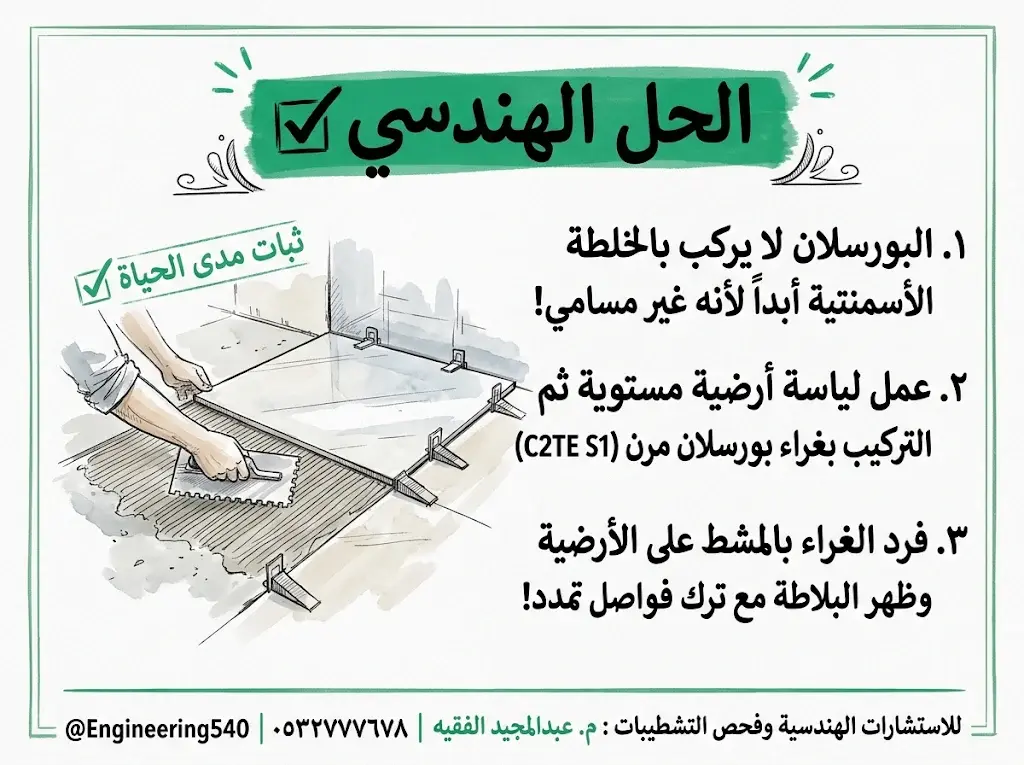 الحل الهندسي
ثبات مدى الحياة
١. البورسلان لا يركب بالخلطة
الأسمنتية أبداً لأنه غير مسامي!
٢. عمل لياسة أرضية مستوية ثم
التركيب بغراء بورسلان مرن (C2TE S1)
٣. فرد الغراء بالمشط على الأرضية
وظهر البلاطة مع ترك فواصل تمدد!
للاستشارات الهندسية وفحص التشطيبات : م. عبدالمجيد الفقيه | ٠٥٣٢٧٧٧٦٧٨ | @Engineering540